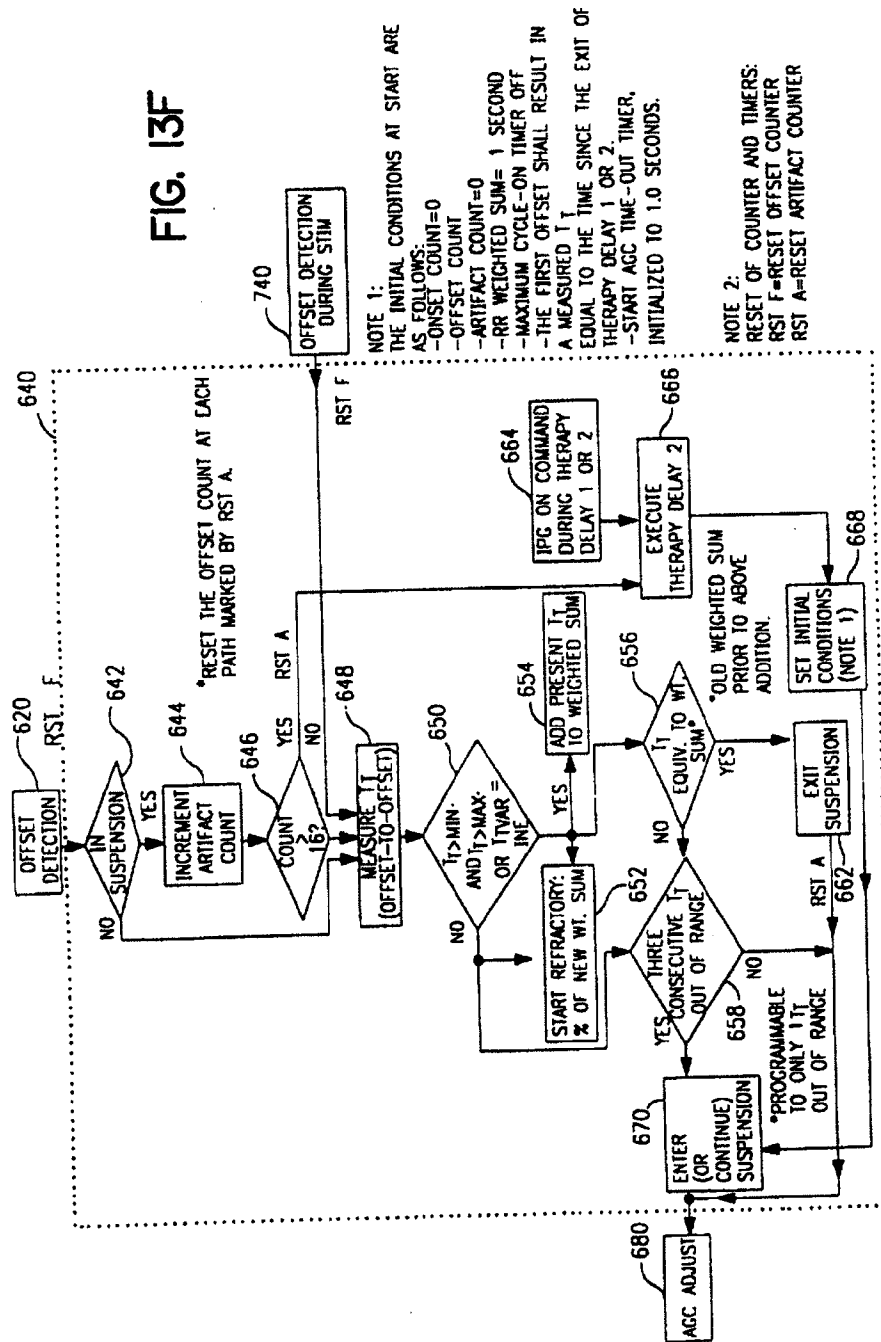 FIG. 13F
640
620
OFFSET
DETECTION
RST F
642
IN
SUSPENSION
NO
YES
644
INCREMENT
ARTIFACT
COUNT
*RESET THE OFFSET COUNT AT EACH
PATH MARKED BY RST A.
646
COUNT
≥
16?
YES
RST A
NO
740
OFFSET DETECTION
DURING STIM
RST F
648
MEASURE TT
(OFFSET-TO-OFFSET)
650
TT>MIN.
AND TT>MAX.
OR TTVAR =
INE
NO
YES
654
ADD PRESENT TT
TO WEIGHTED SUM
652
START REFRACTORY:
% OF NEW WT. SUM
656
TT
EQUIV. TO WT.
SUM*
NO
YES
*OLD WEIGHTED SUM
PRIOR TO ABOVE
ADDITION.
658
THREE
CONSECUTIVE TT
OUT OF RANGE
YES
NO
EXIT
SUSPENSION
662
RST A
664
IPG ON COMMAND
DURING THERAPY
DELAY 1 OR 2
666
EXECUTE
THERAPY DELAY 2
668
SET INITIAL
CONDITIONS
(NOTE 1)
670
ENTER
(OR
CONTINUE)
SUSPENSION
*PROGRAMMABLE
TO ONLY 1 TT
OUT OF RANGE
680
AGC ADJUST
NOTE 1:
THE INITIAL CONDITIONS AT START ARE
AS FOLLOWS:
-ONSET COUNT=0
-OFFSET COUNT
-ARTIFACT COUNT=0
-RR WEIGHTED SUM= 1 SECOND
-MAXIMUM CYCLE-ON TIMER OFF
-THE FIRST OFFSET SHALL RESULT IN
A MEASURED TT
EQUAL TO THE TIME SINCE THE EXIT OF
THERAPY DELAY 1 OR 2.
-START AGC TIME-OUT TIMER,
INITIALIZED TO 1.0 SECONDS.
NOTE 2:
RESET OF COUNTER AND TIMERS:
RST F=RESET OFFSET COUNTER
RST A=RESET ARTIFACT COUNTER